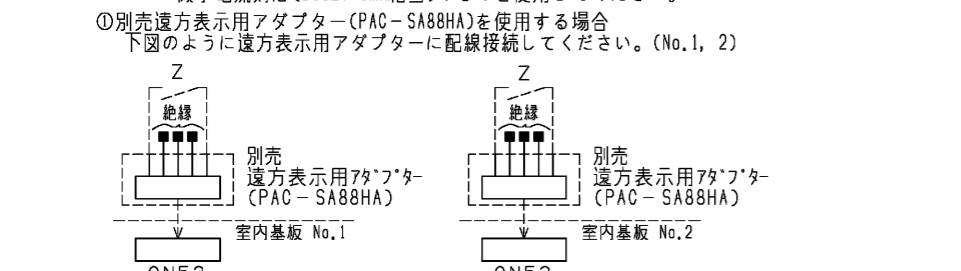 ①別売遠方表示用アダプター(PAC-SA88HA)を使用する場合
下図のように遠方表示用アダプターに配線接続してください。(No.1, 2)
Z
絶縁
別売
遠方表示用ｱﾀﾞﾌﾟﾀｰ
(PAC-SA88HA)
室内基板 No.1
Z
絶縁
別売
遠方表示用ｱﾀﾞﾌﾟﾀｰ
(PAC-SA88HA)
室内基板 No.2